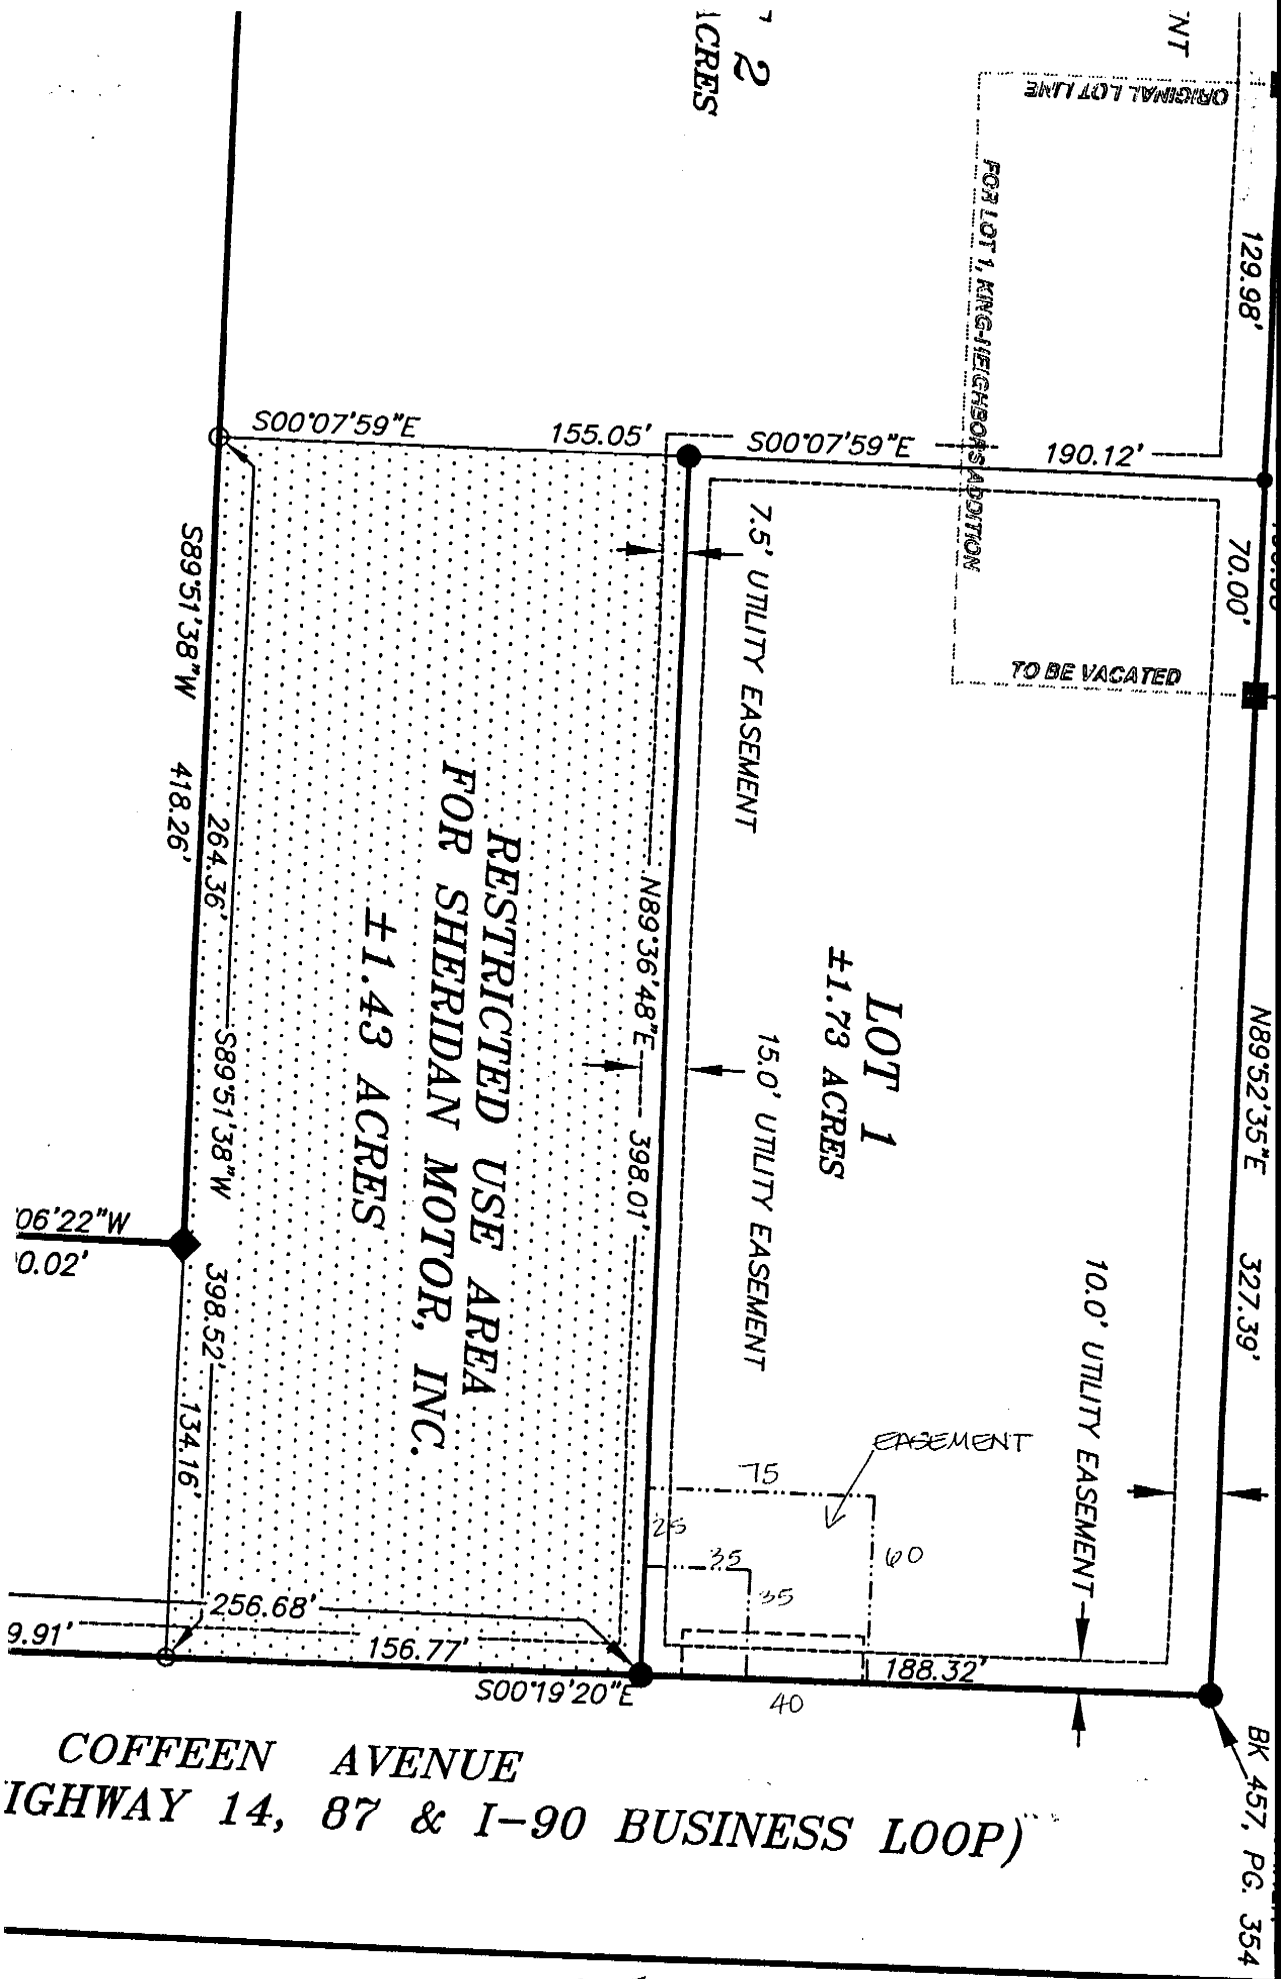 2
ACRES
NT
ORIGINAL LOT LINE
FOR LOT 1, KING-NEIGHBORS ADDITION
TO BE VACATED
129.98'
70.00'
S00°07'59"E
155.05'
S00°07'59"E
190.12'
7.5' UTILITY EASEMENT
S89°51'38"W
418.26'
264.36'
S89°51'38"W
398.52'
134.16'
RESTRICTED USE AREA
FOR SHERIDAN MOTOR, INC.
±1.43 ACRES
N89°36'48"E
398.01'
LOT 1
±1.73 ACRES
15.0' UTILITY EASEMENT
10.0' UTILITY EASEMENT
N89°52'35"E
327.39'
'06'22"W
0.02'
EASEMENT
75
25
35
60
35
256.68'
9.91'
156.77'
S00°19'20"E
188.32'
40
BK 457, PG. 354
COFFEEN AVENUE
IGHWAY 14, 87 & I-90 BUSINESS LOOP)